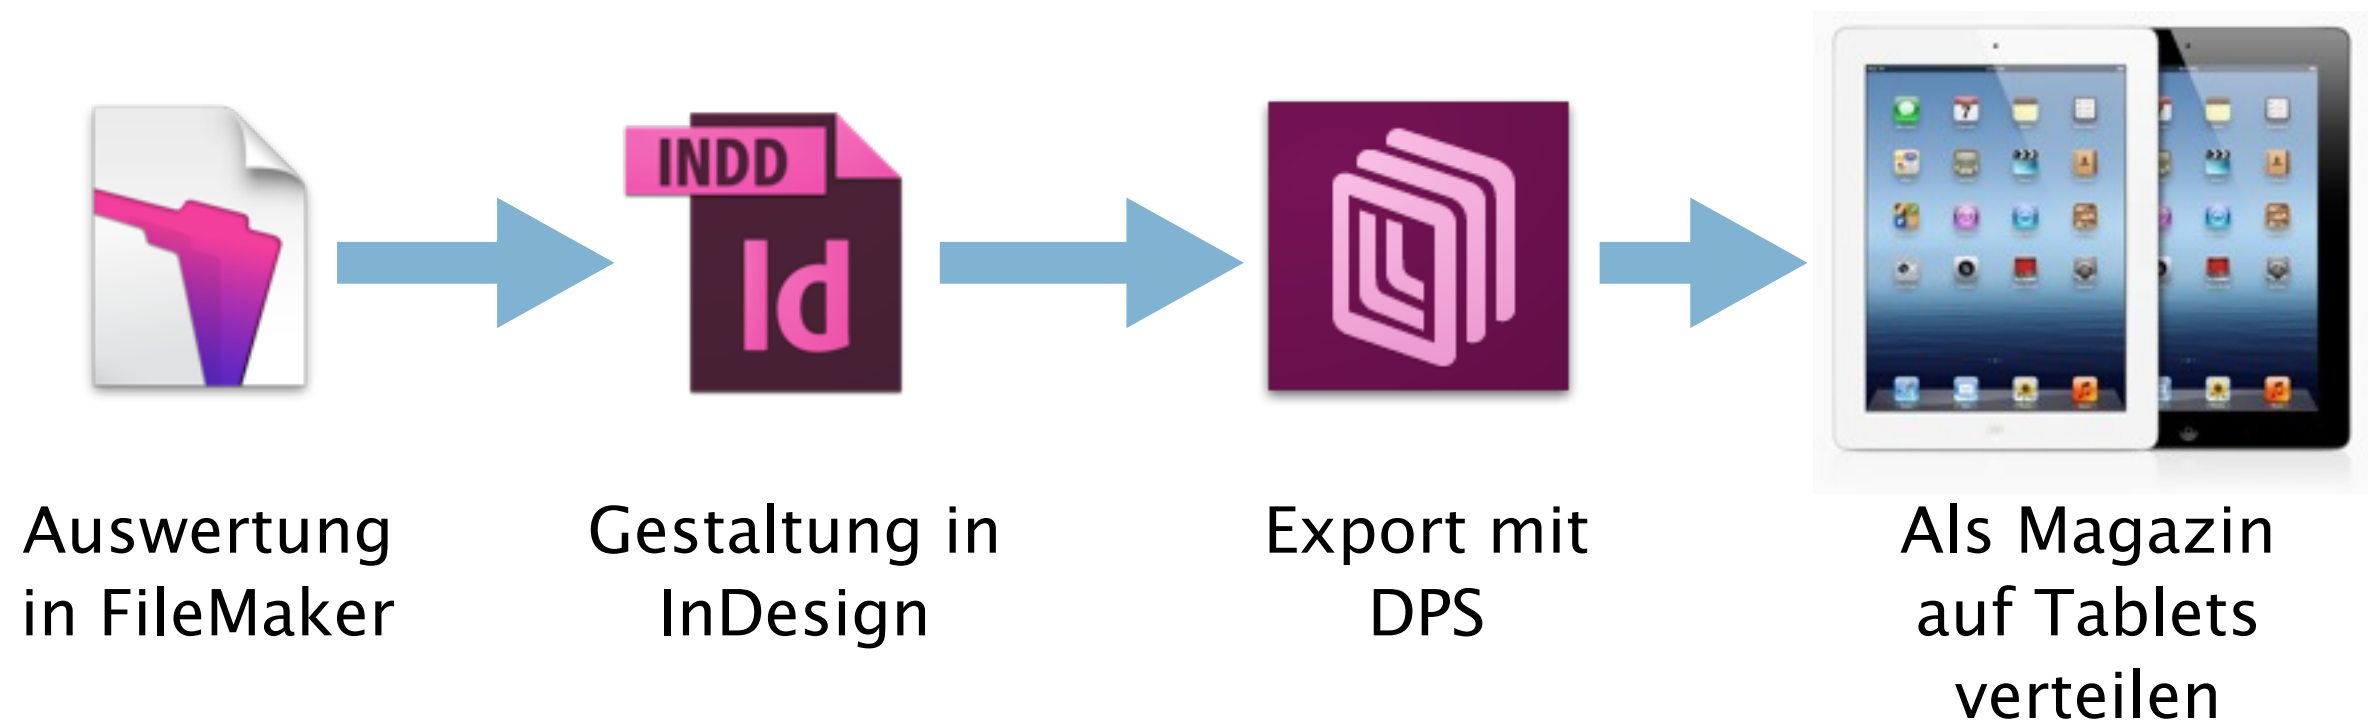 INDD
Id
Auswertung
in FileMaker
Gestaltung in
InDesign
Export mit
DPS
Als Magazin
auf Tablets
verteilen